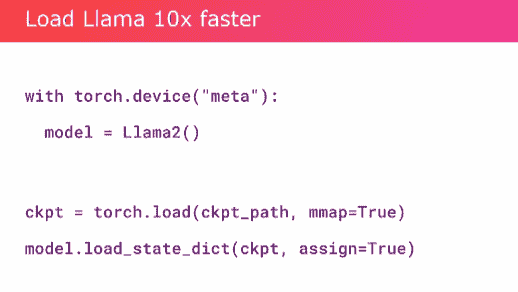 Load Llama 10x faster
with torch.device("meta"):
model = Llama2()
ckpt = torch.load(ckpt_path, mmap=True)
model.load_state_dict(ckpt, assign=True)